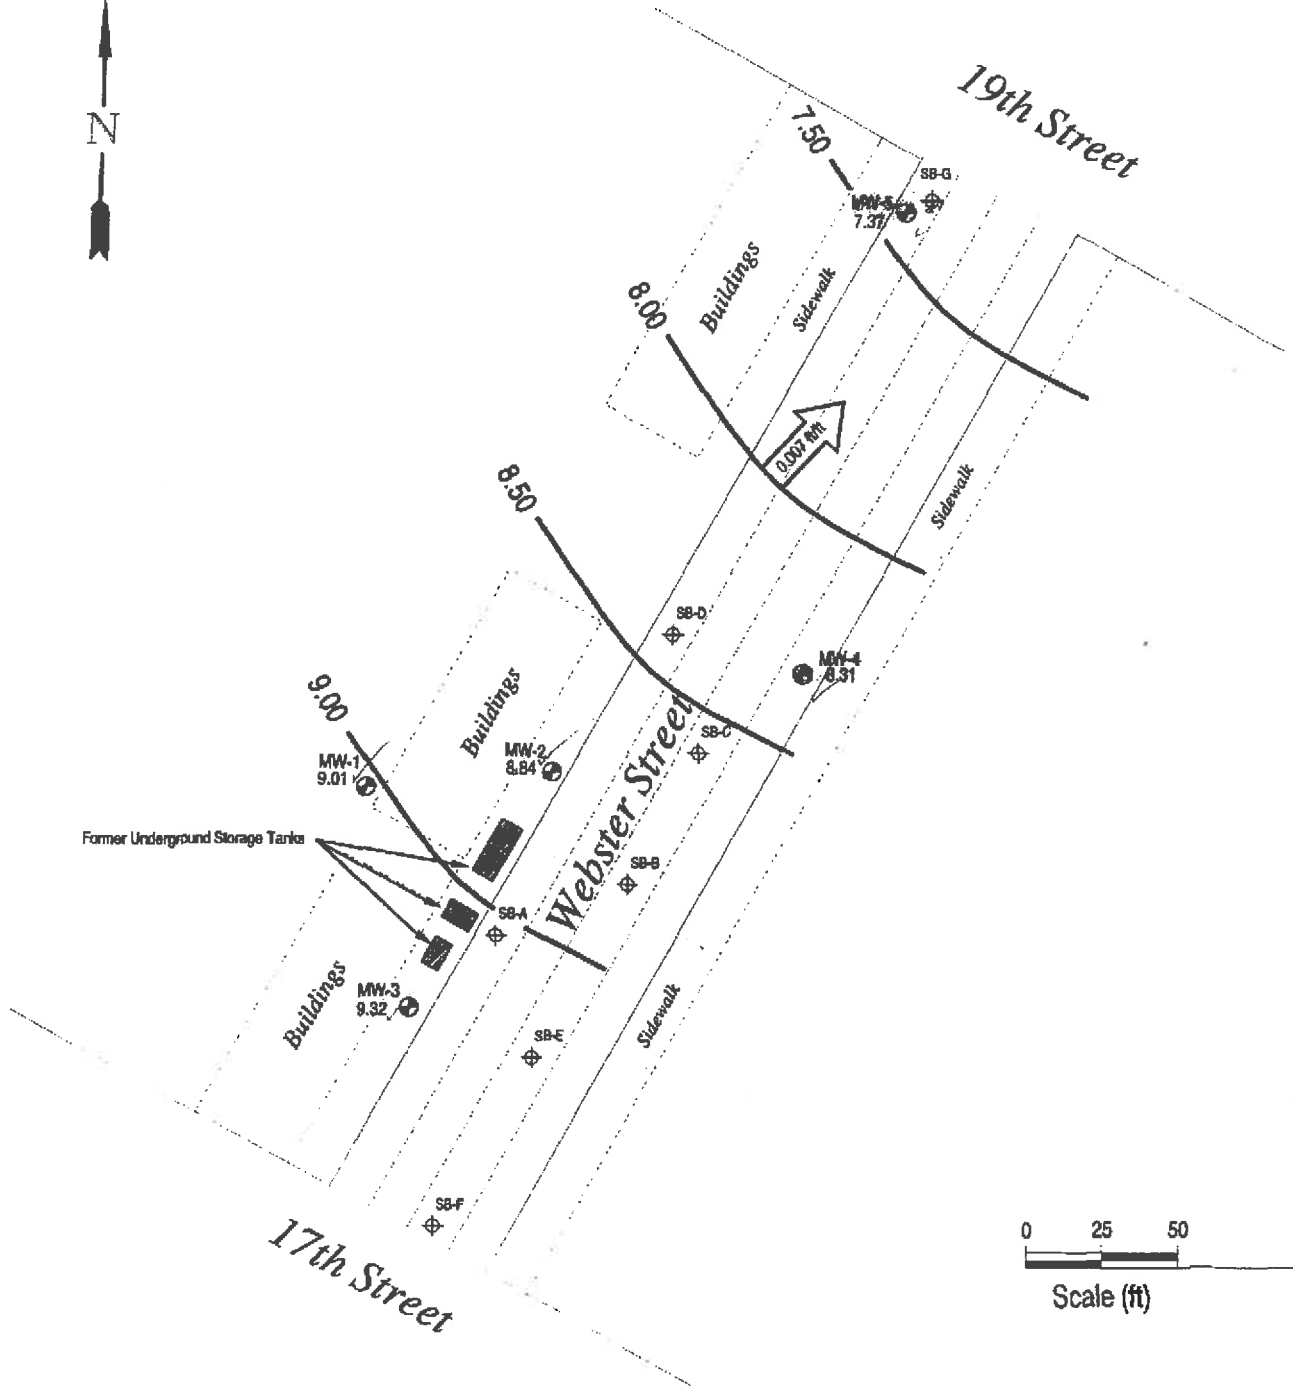 N
19th Street
7.50
SB-G
MW-5
7.37
Buildings
Sidewalk
8.00
0.007 ft/ft
Sidewalk
8.50
SB-D
MW-4
8.31
9.00
Buildings
MW-1
9.01
MW-2
8.84
SB-C
Webster Street
Former Underground Storage Tanks
SB-B
SB-A
Buildings
MW-3
9.32
Sidewalk
SB-E
SB-F
17th Street
0 25 50
Scale (ft)